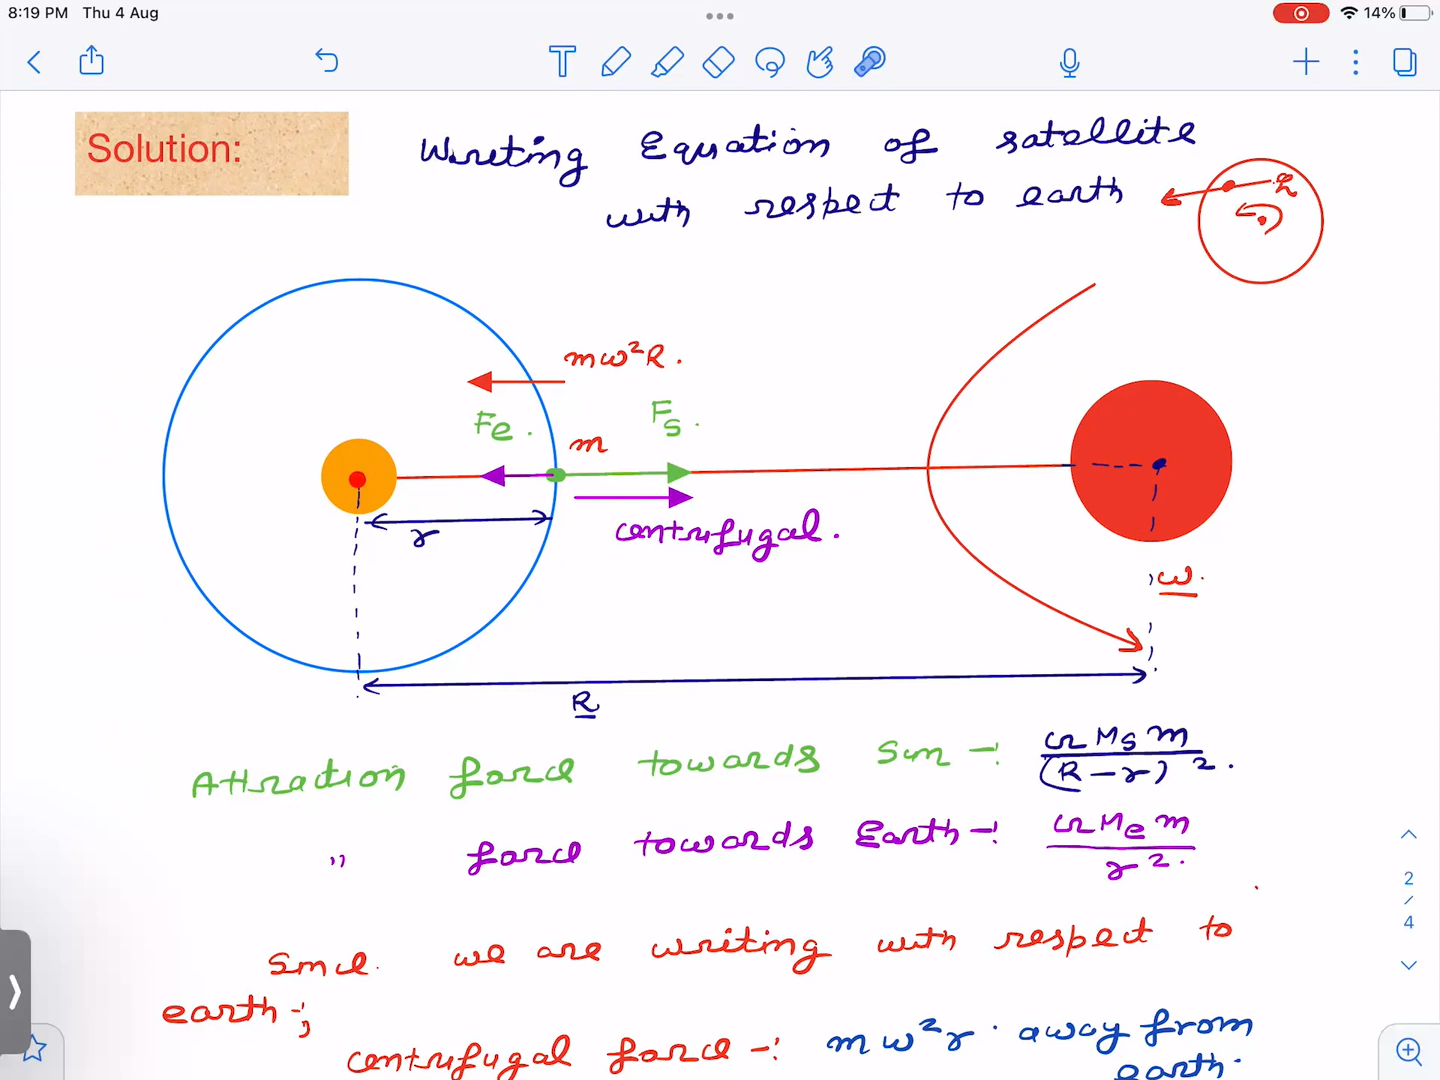 8:19 PM Thu 4 Aug
14%
T
Solution:
Writing Equation of satellite
with respect to earth
mω²R.
Fe.
Fs.
m
r
centrifugal.
ω.
R
Attraction force towards Sun -: GMsm/(R-r)².
" force towards Earth -: GMem/r².
Since we are writing with respect to
earth -;
centrifugal force -: mω²r. away from
earth.
2
/
4